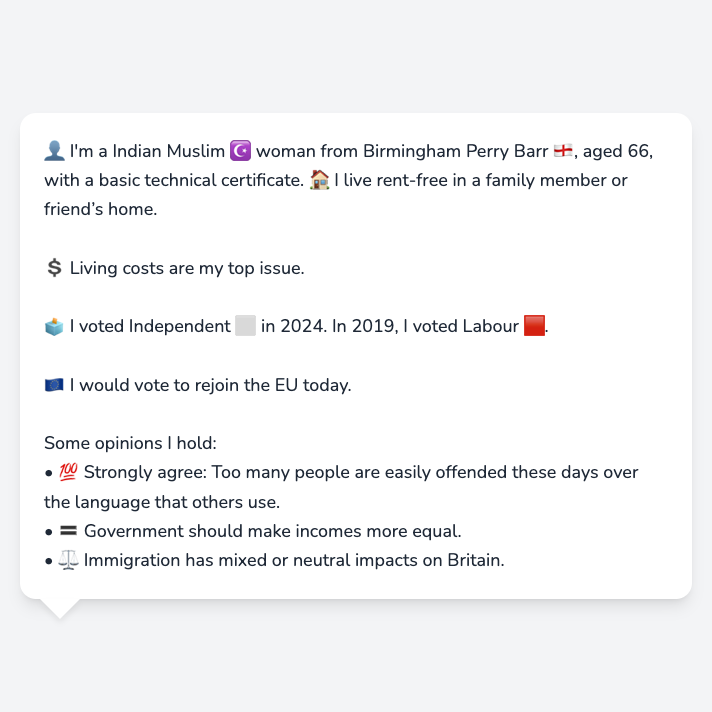 👤 I'm a Indian Muslim ☪️ woman from Birmingham Perry Barr 🏴󠁧󠁢󠁥󠁮󠁧󠁿, aged 66,
with a basic technical certificate. 🏠 I live rent-free in a family member or
friend’s home.
💲 Living costs are my top issue.
🗳️ I voted Independent ⬜ in 2024. In 2019, I voted Labour 🟥.
🇪🇺 I would vote to rejoin the EU today.
Some opinions I hold:
• 💯 Strongly agree: Too many people are easily offended these days over
the language that others use.
• 🟰 Government should make incomes more equal.
• ⚖️ Immigration has mixed or neutral impacts on Britain.